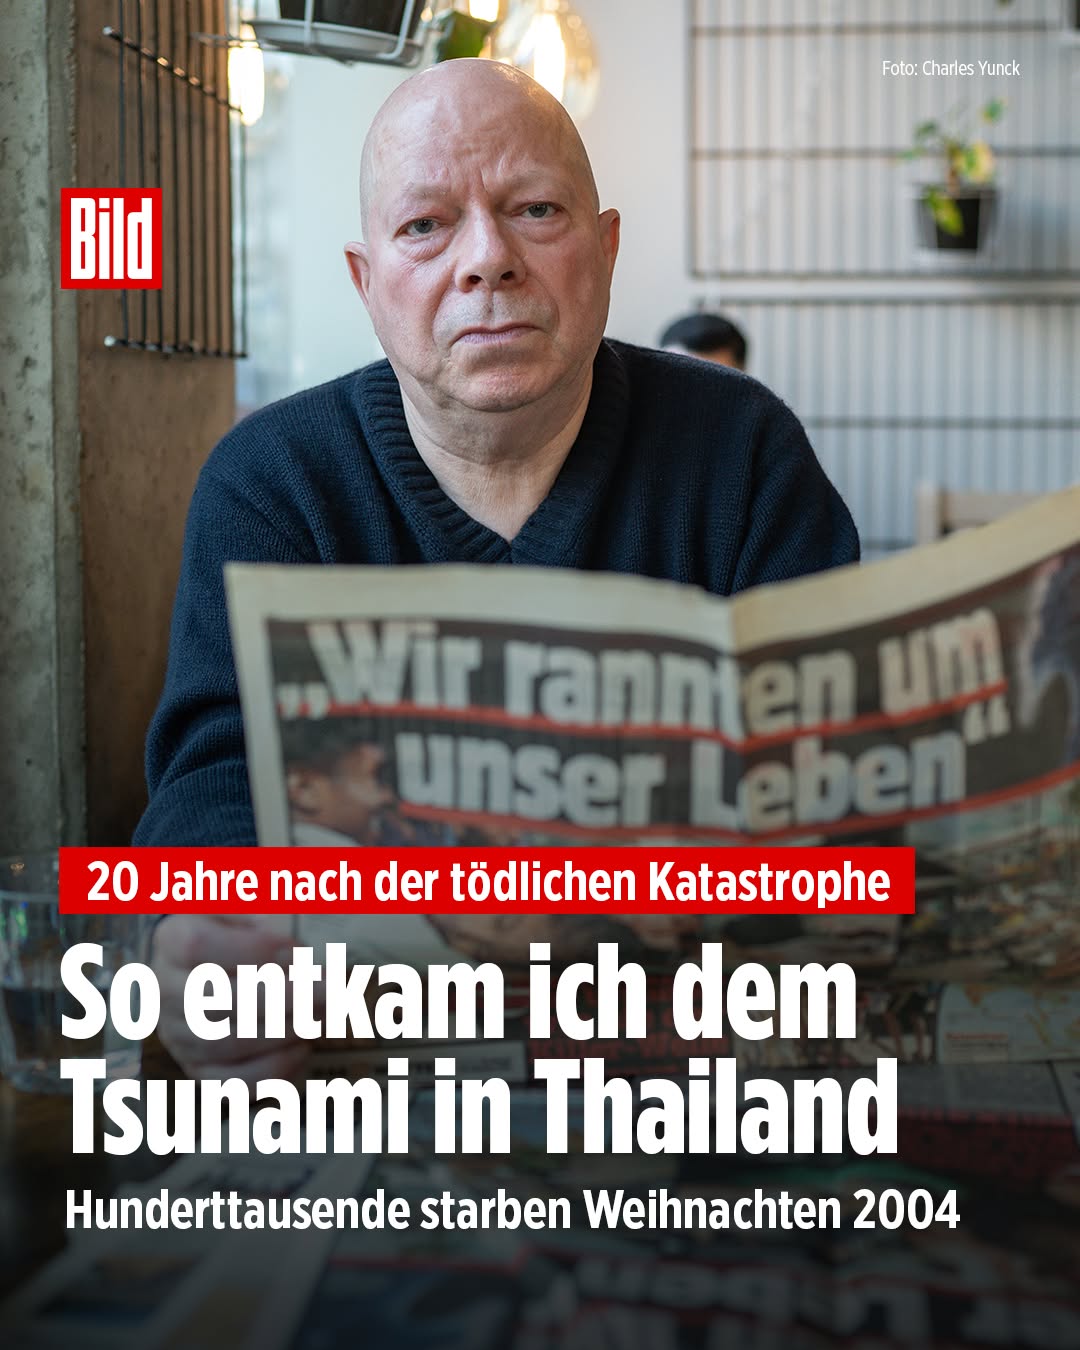 Foto: Charles Yunck
Bild
„Wir rannten um
unser Leben“
20 Jahre nach der tödlichen Katastrophe
So entkam ich dem
Tsunami in Thailand
Hunderttausende starben Weihnachten 2004